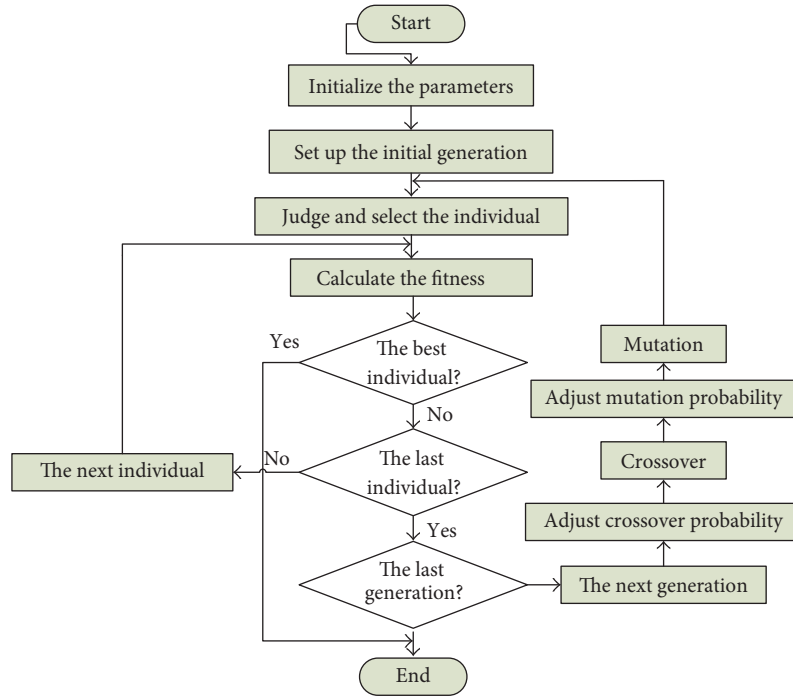 Start
Initialize the parameters
Set up the initial generation
Judge and select the individual
Calculate the fitness
Yes
The best
individual?
No
The last
individual?
No
The next individual
Yes
The last
generation?
The next generation
Adjust crossover probability
Crossover
Adjust mutation probability
Mutation
End